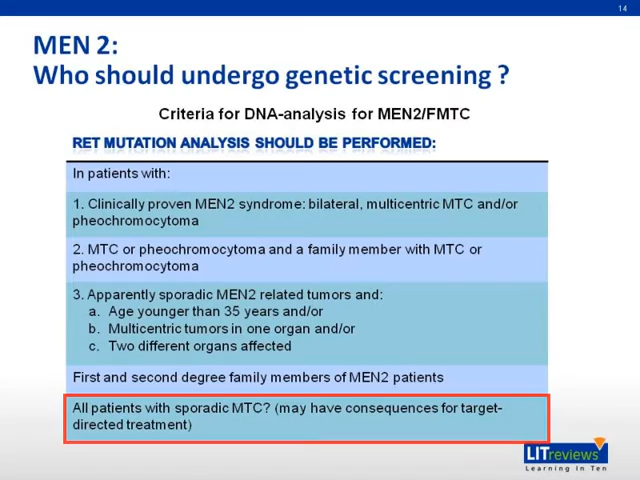 14
MEN 2:
Who should undergo genetic screening ?
Criteria for DNA-analysis for MEN2/FMTC
RET MUTATION ANALYSIS SHOULD BE PERFORMED:
In patients with:
1. Clinically proven MEN2 syndrome: bilateral, multicentric MTC and/or
pheochromocytoma
2. MTC or pheochromocytoma and a family member with MTC or
pheochromocytoma
3. Apparently sporadic MEN2 related tumors and:
a. Age younger than 35 years and/or
b. Multicentric tumors in one organ and/or
c. Two different organs affected
First and second degree family members of MEN2 patients
All patients with sporadic MTC? (may have consequences for target-
directed treatment)
LITreviews
Learning In Ten